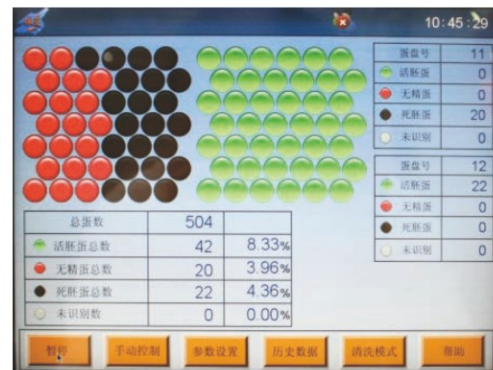 10:45:29
蛋盘号 11
活胚蛋 0
无精蛋 0
死胚蛋 20
未识别 0
蛋盘号 12
活胚蛋 22
无精蛋 0
死胚蛋 0
未识别 0
总蛋数 504
活胚蛋总数 42 8.33%
无精蛋总数 20 3.96%
死胚蛋总数 22 4.36%
未识别数 0 0.00%
暂停 手动控制 参数设置 历史数据 清洗模式 帮助